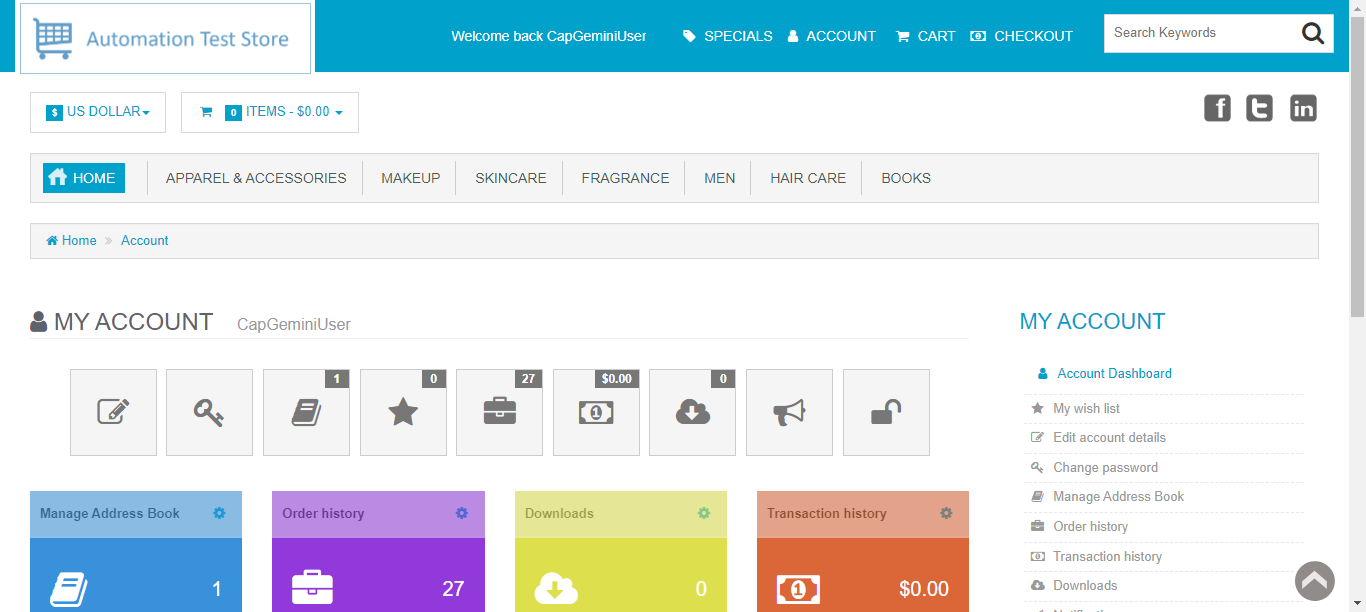 Automation Test Store
Welcome back CapGeminiUser
SPECIALS
ACCOUNT
CART
CHECKOUT
Search Keywords
$ US DOLLAR
0 ITEMS - $0.00
f
t
in
HOME
APPAREL & ACCESSORIES
MAKEUP
SKINCARE
FRAGRANCE
MEN
HAIR CARE
BOOKS
Home » Account
MY ACCOUNT CapGeminiUser
1
0
27
$0.00
0
1
Manage Address Book
1
Order history
27
Downloads
0
Transaction history
1
$0.00
MY ACCOUNT
Account Dashboard
My wish list
Edit account details
Change password
Manage Address Book
Order history
Transaction history
Downloads